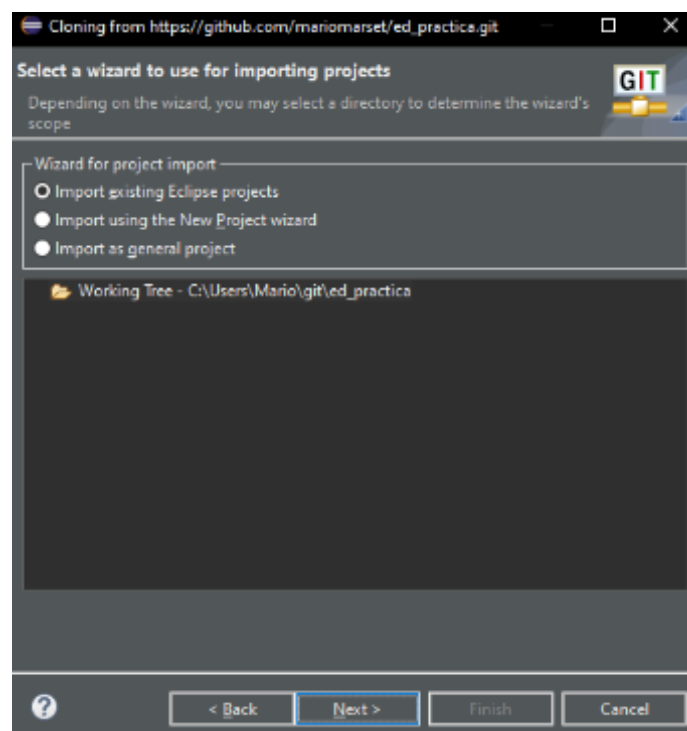 Cloning from https://github.com/mariomarset/ed_practica.git
Select a wizard to use for importing projects
Depending on the wizard, you may select a directory to determine the wizard's
scope
GIT
Wizard for project import
Import existing Eclipse projects
Import using the New Project wizard
Import as general project
Working Tree - C:\Users\Mario\git\ed_practica
? < Back Next > Finish Cancel